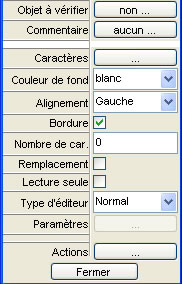 Objet à vérifier non ...
Commentaire aucun ...
Caractères ...
Couleur de fond blanc
Alignement Gauche
Bordure
Nombre de car. 0
Remplacement
Lecture seule
Type d'éditeur Normal
Paramètres ...
Actions ...
Fermer